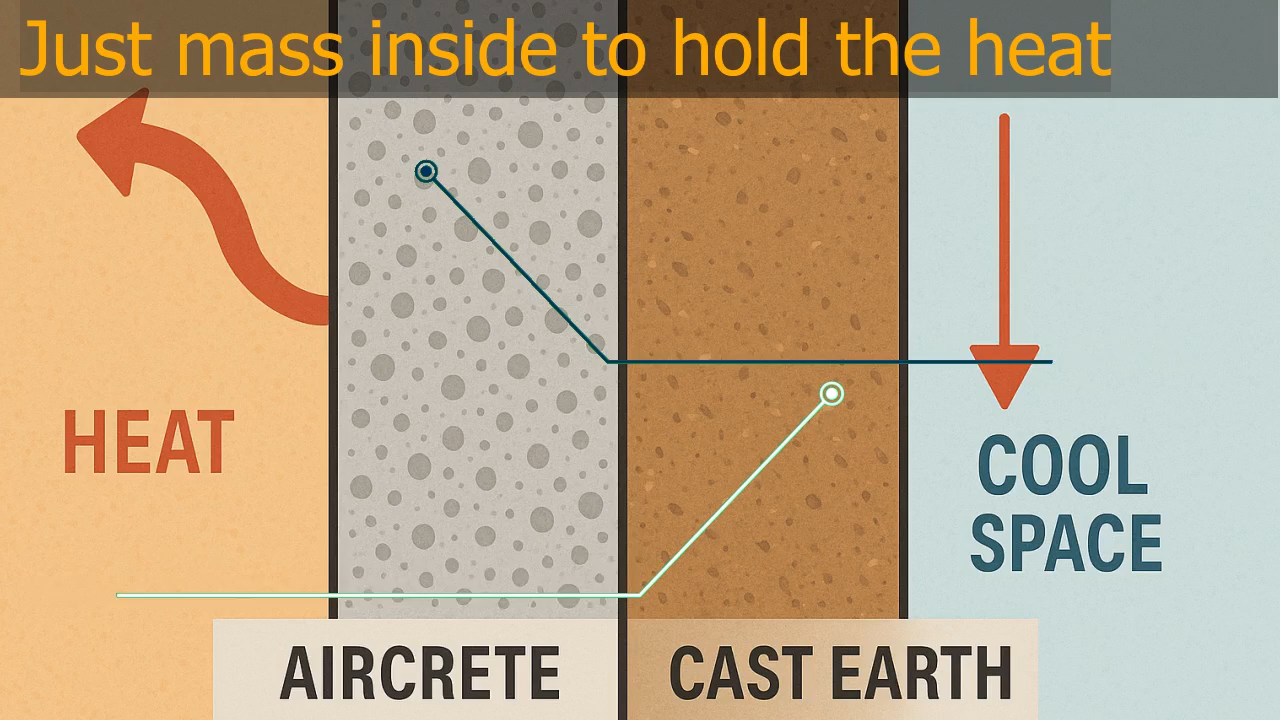 Just mass inside to hold the heat
HEAT
COOL
SPACE
AIRCRETE
CAST EARTH